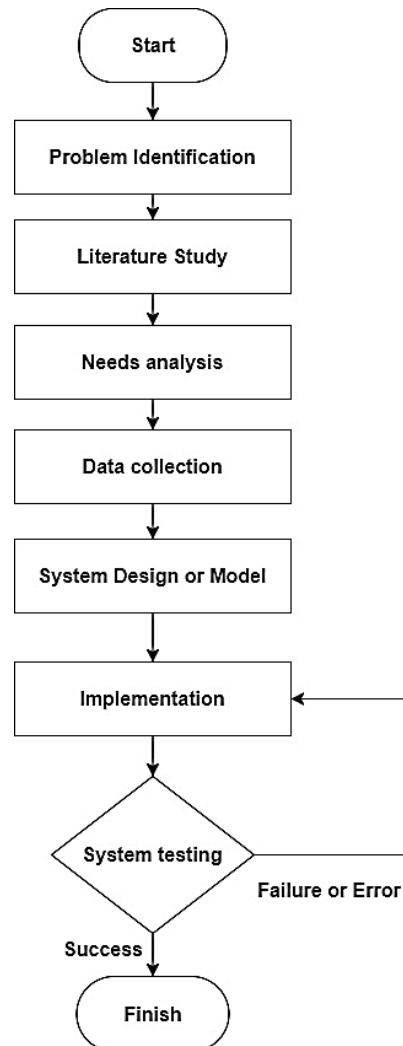 Start
Problem Identification
Literature Study
Needs analysis
Data collection
System Design or Model
Implementation
System testing
Failure or Error
Success
Finish